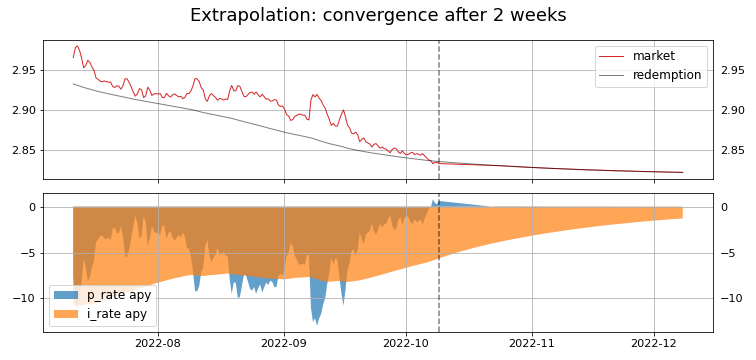 Extrapolation: convergence after 2 weeks
2.95 2.95
2.90 2.90
2.85 2.85
market
redemption
0 0
−5 −5
−10 −10
p_rate apy
i_rate apy
2022-08 2022-09 2022-10 2022-11 2022-12